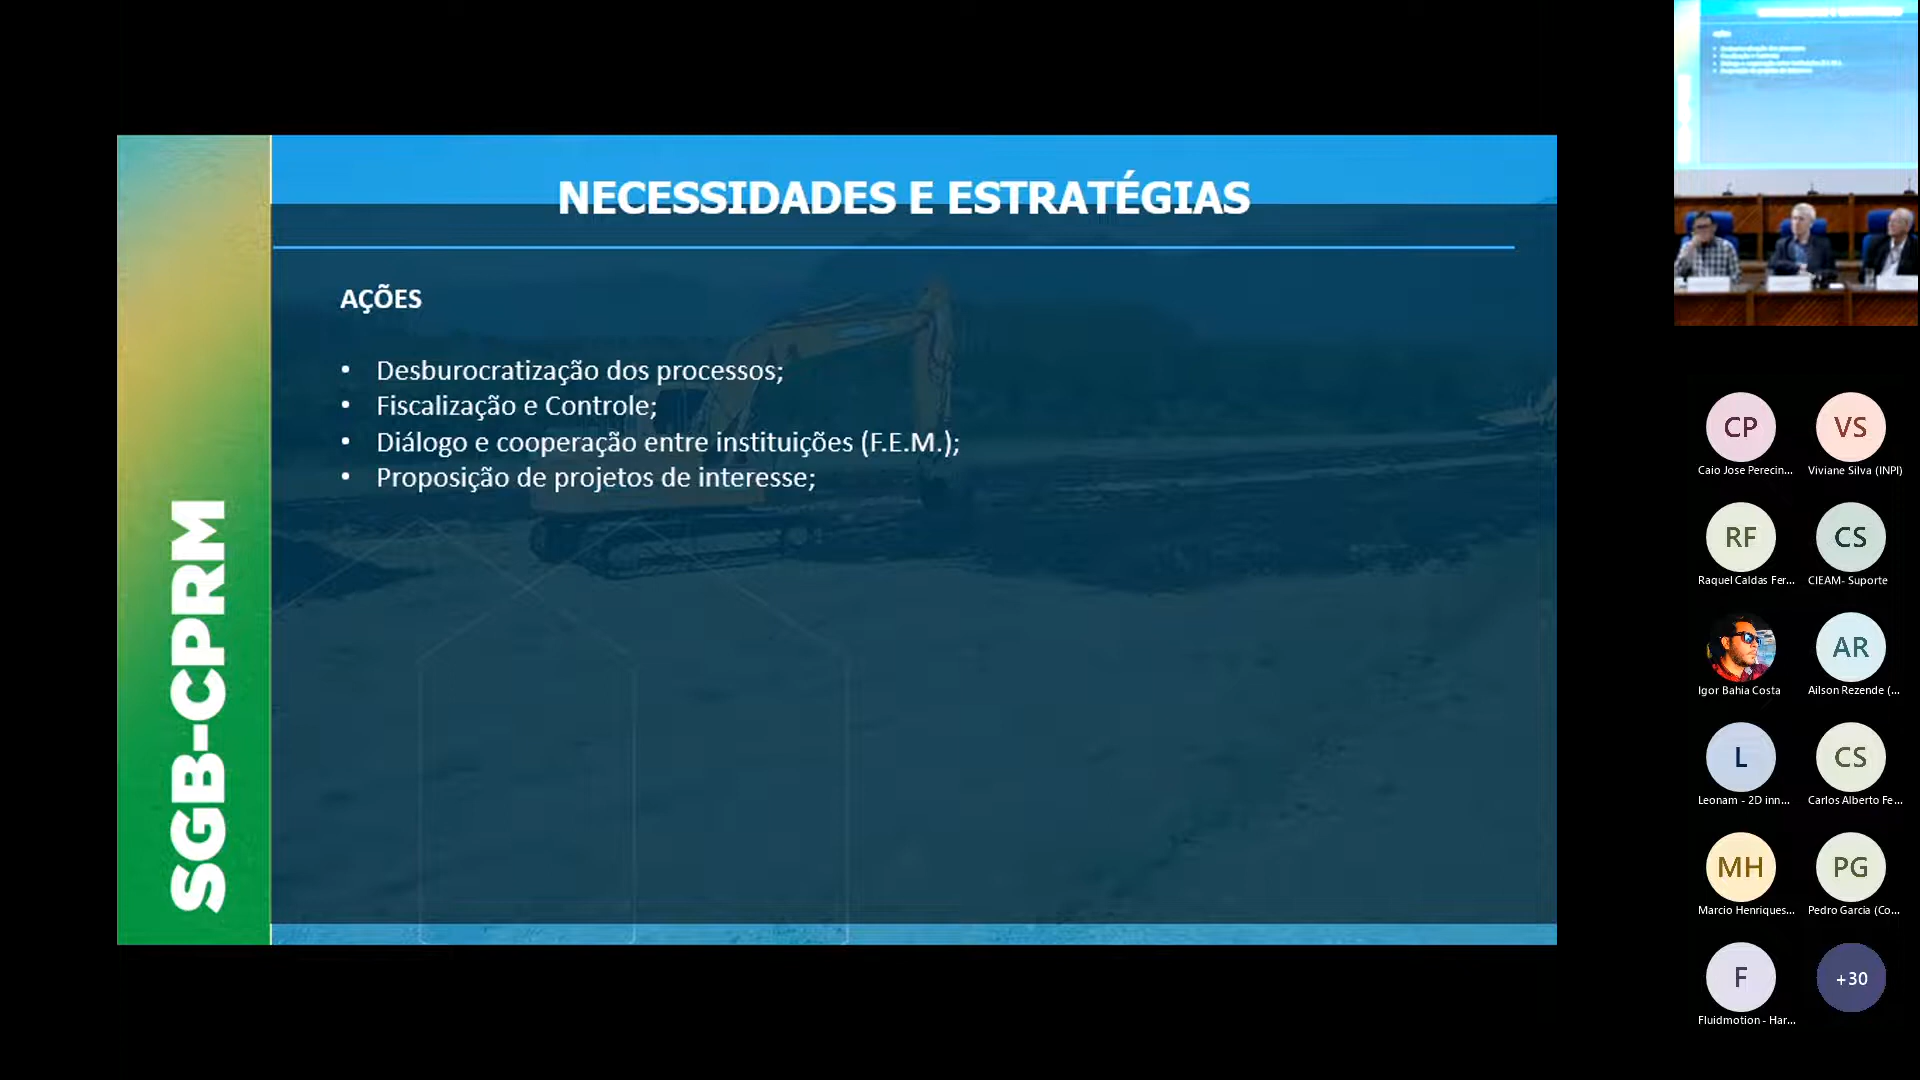 NECESSIDADES E ESTRATÉGIAS
AÇÕES
• Desburocratização dos processos;
• Fiscalização e Controle;
• Diálogo e cooperação entre instituições (F.E.M.);
• Proposição de projetos de interesse;
SGB-CPRM
CP
Caio Jose Perecin...
VS
Viviane Silva (INPI)
RF
Raquel Caldas Fer...
CS
CIEAM- Suporte
Igor Bahia Costa
AR
Ailson Rezende (...
L
Leonam - 2D inn...
CS
Carlos Alberto Fe...
MH
Marcio Henriques...
PG
Pedro Garcia (Co...
F
Fluidmotion - Har...
+30